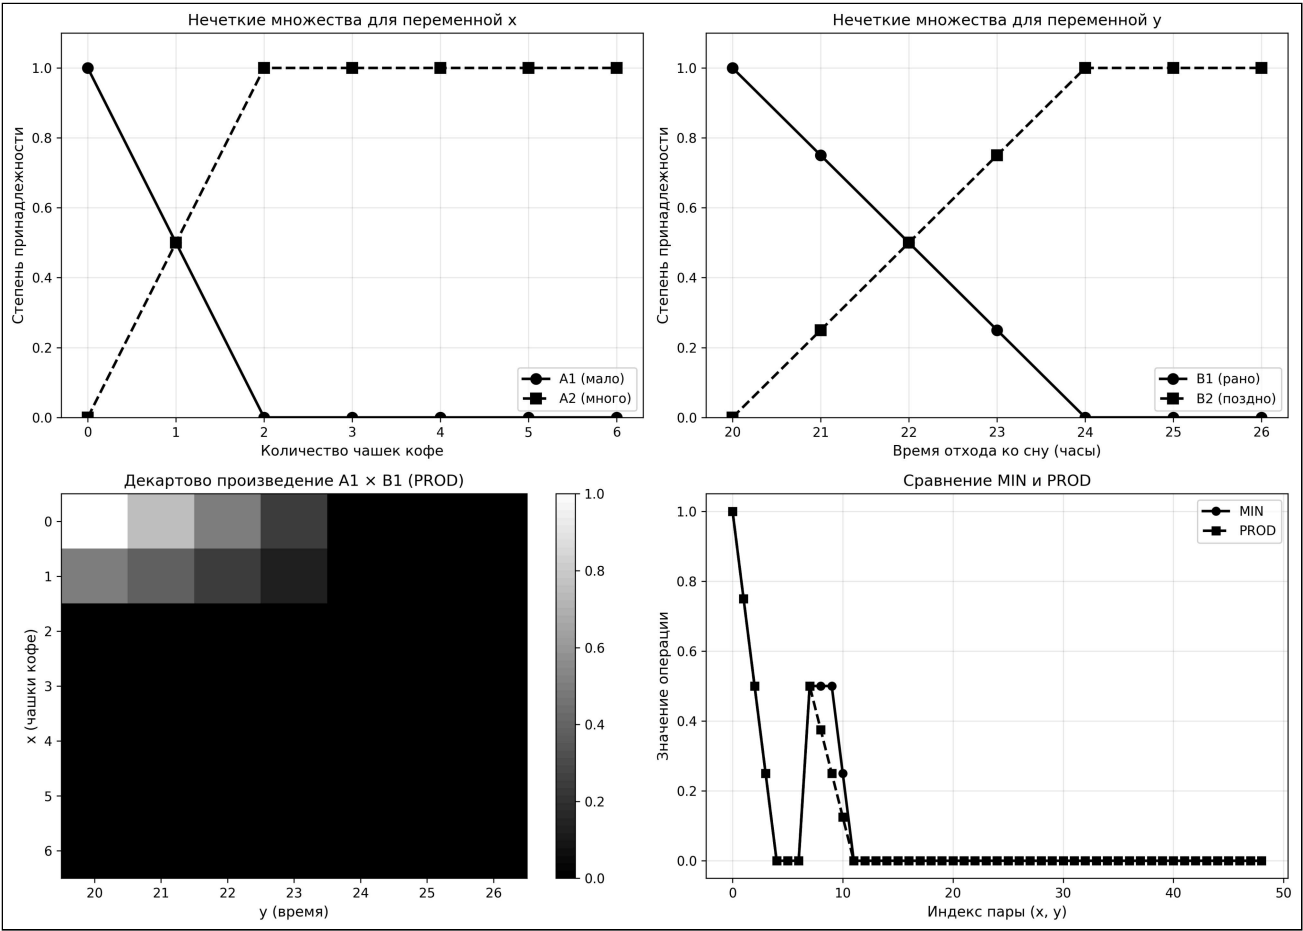 Нечеткие множества для переменной x
Степень принадлежности
1.0
0.8
0.6
0.4
0.2
0.0
A1 (мало)
A2 (много)
0 1 2 3 4 5 6
Количество чашек кофе
Нечеткие множества для переменной y
Степень принадлежности
1.0
0.8
0.6
0.4
0.2
0.0
B1 (рано)
B2 (поздно)
20 21 22 23 24 25 26
Время отхода ко сну (часы)
Декартово произведение A1 × B1 (PROD)
x (чашки кофе)
0
1
2
3
4
5
6
20 21 22 23 24 25 26
y (время)
1.0
0.8
0.6
0.4
0.2
0.0
Сравнение MIN и PROD
Значение операции
1.0
0.8
0.6
0.4
0.2
0.0
MIN
PROD
0 10 20 30 40 50
Индекс пары (x, y)